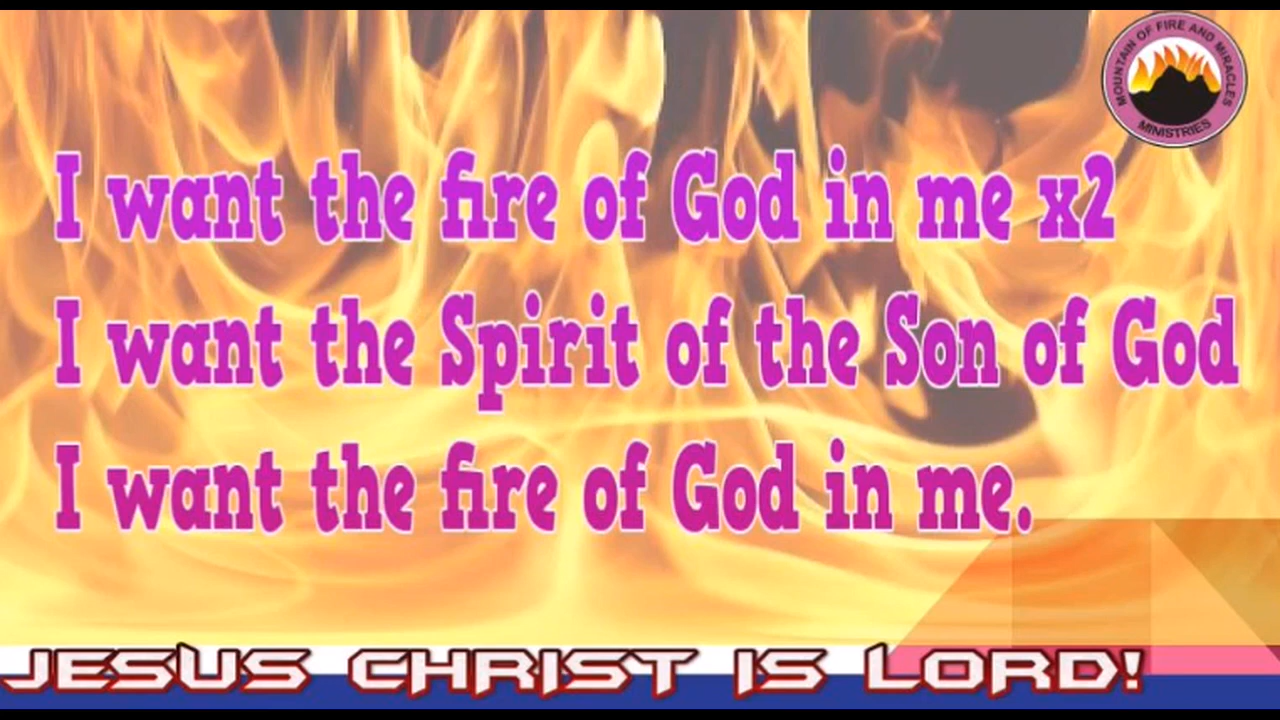 MOUNTAIN OF FIRE AND MIRACLES
MINISTRIES
I want the fire of God in me x2
I want the Spirit of the Son of God
I want the fire of God in me.
JESUS CHRIST IS LORD!